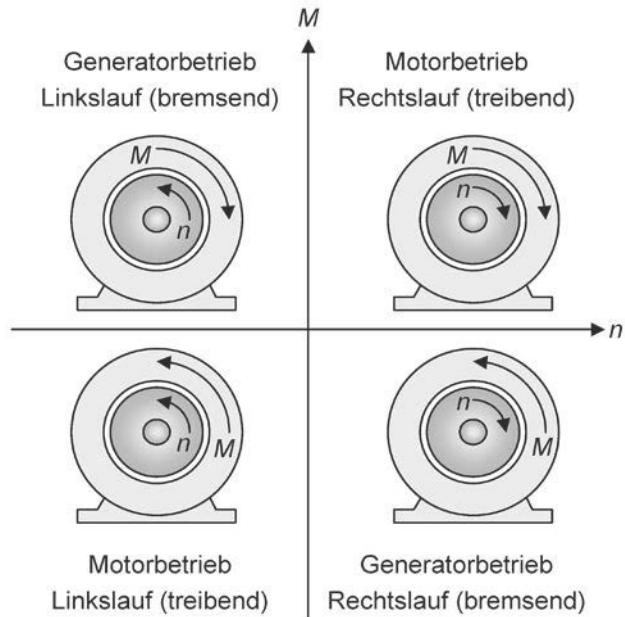 M
Generatorbetrieb
Linkslauf (bremsend)
Motorbetrieb
Rechtslauf (treibend)
M
n
M
n
n
n
M
n
M
Motorbetrieb
Linkslauf (treibend)
Generatorbetrieb
Rechtslauf (bremsend)